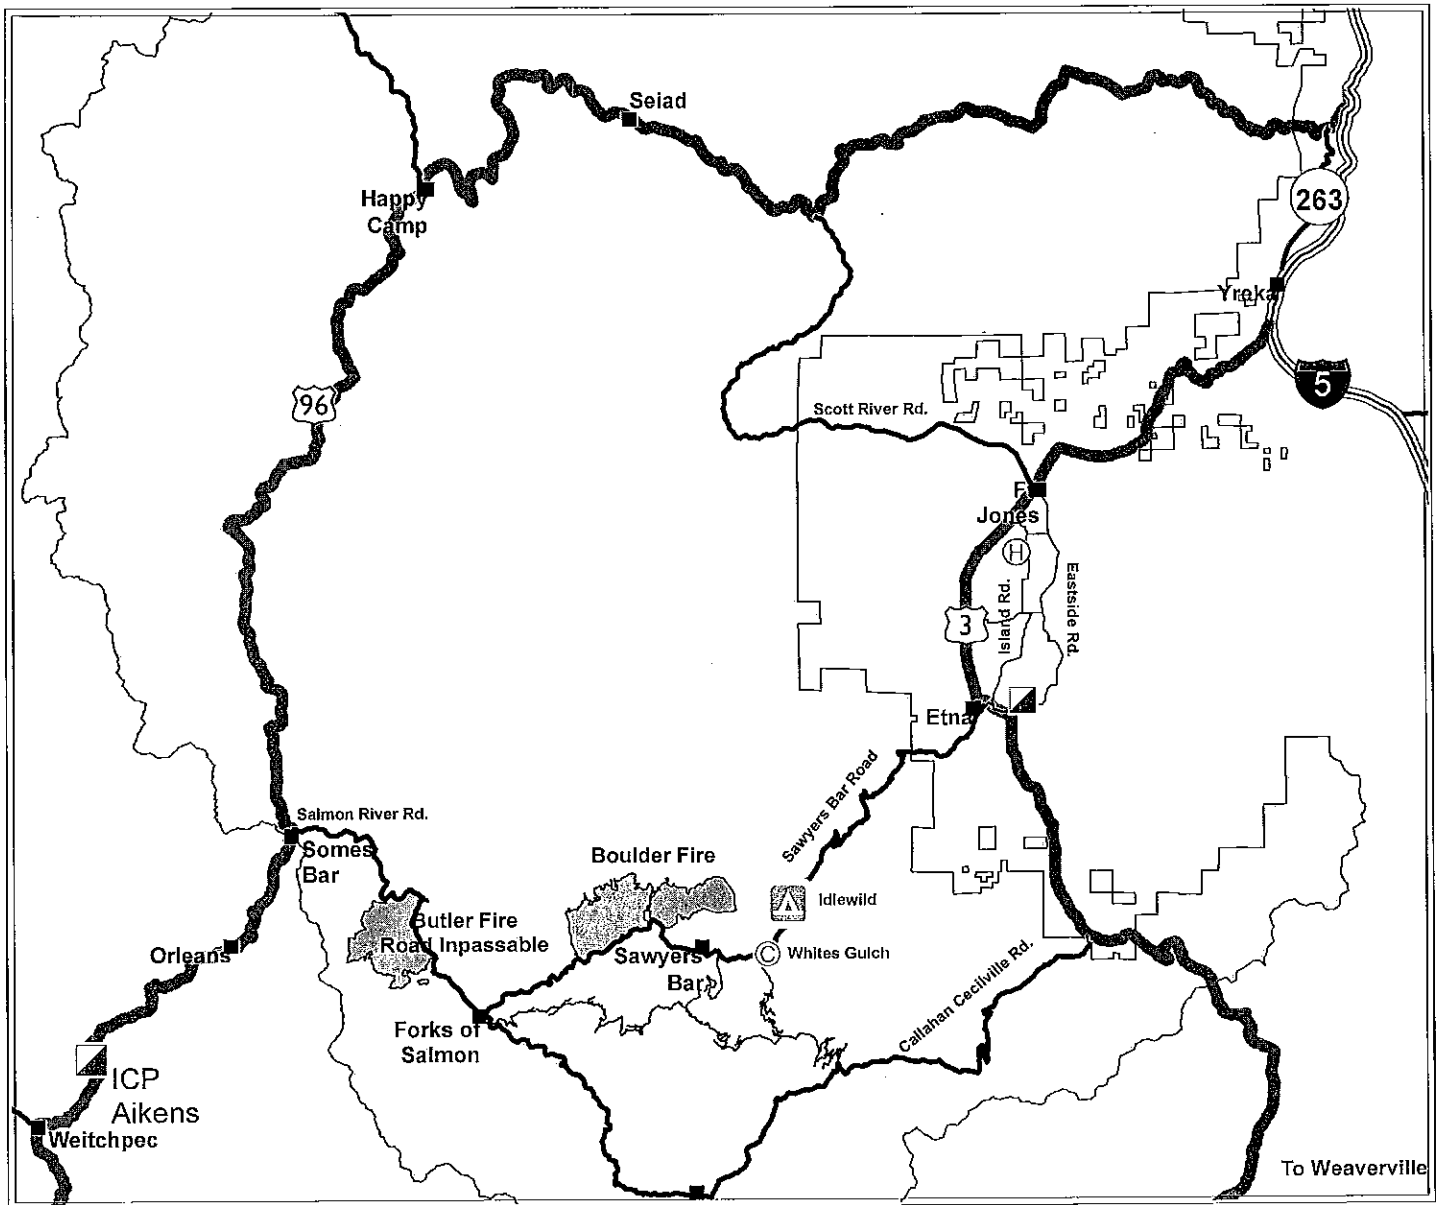 Seiad
Happy
Camp
263
Yreka
5
96
Scott River Rd.
Ft
Jones
H
Eastside Rd.
Island Rd.
3
Etna
Sawyers Bar Road
Salmon River Rd.
Somes
Bar
Boulder Fire
Idlewild
Butler Fire
Road Inpassable
Orleans
Sawyers
Bar
C
Whites Gulch
Callahan Cecilville Rd.
Forks of
Salmon
ICP
Aikens
Weitchpec
To Weaverville